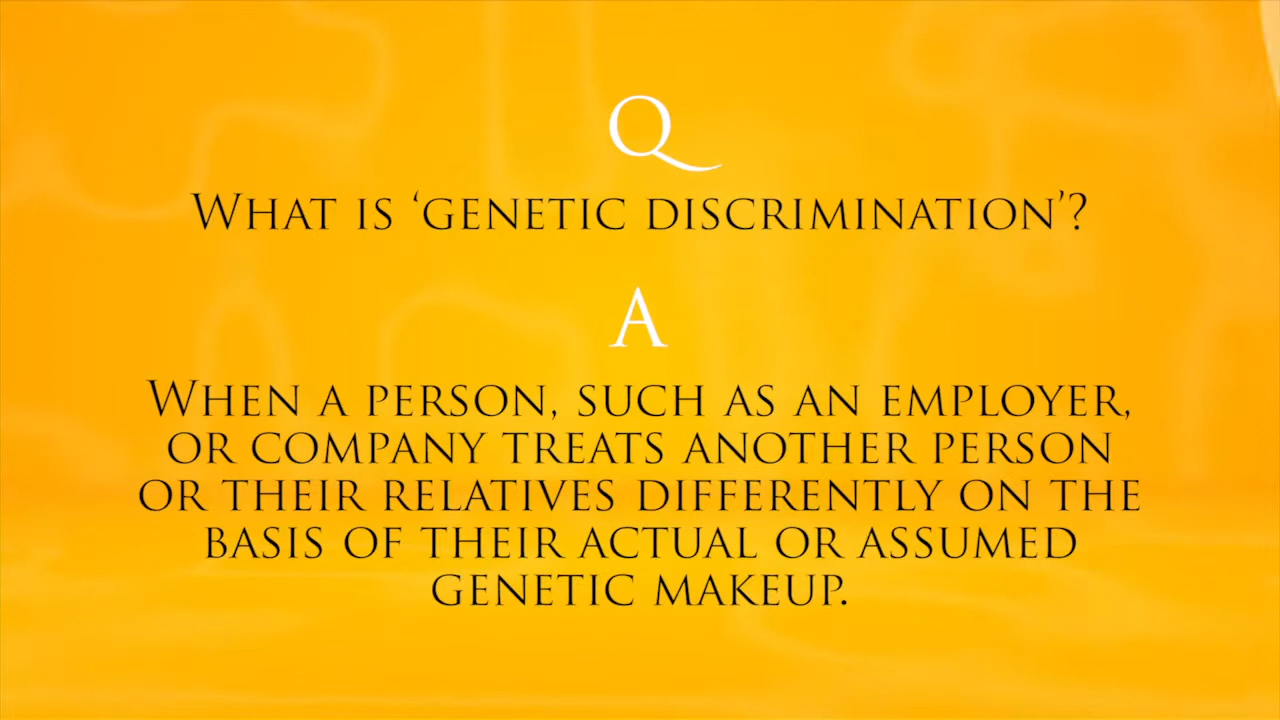 Q
What is ‘genetic discrimination’?
A
When a person, such as an employer,
or company treats another person
or their relatives differently on the
basis of their actual or assumed
genetic makeup.